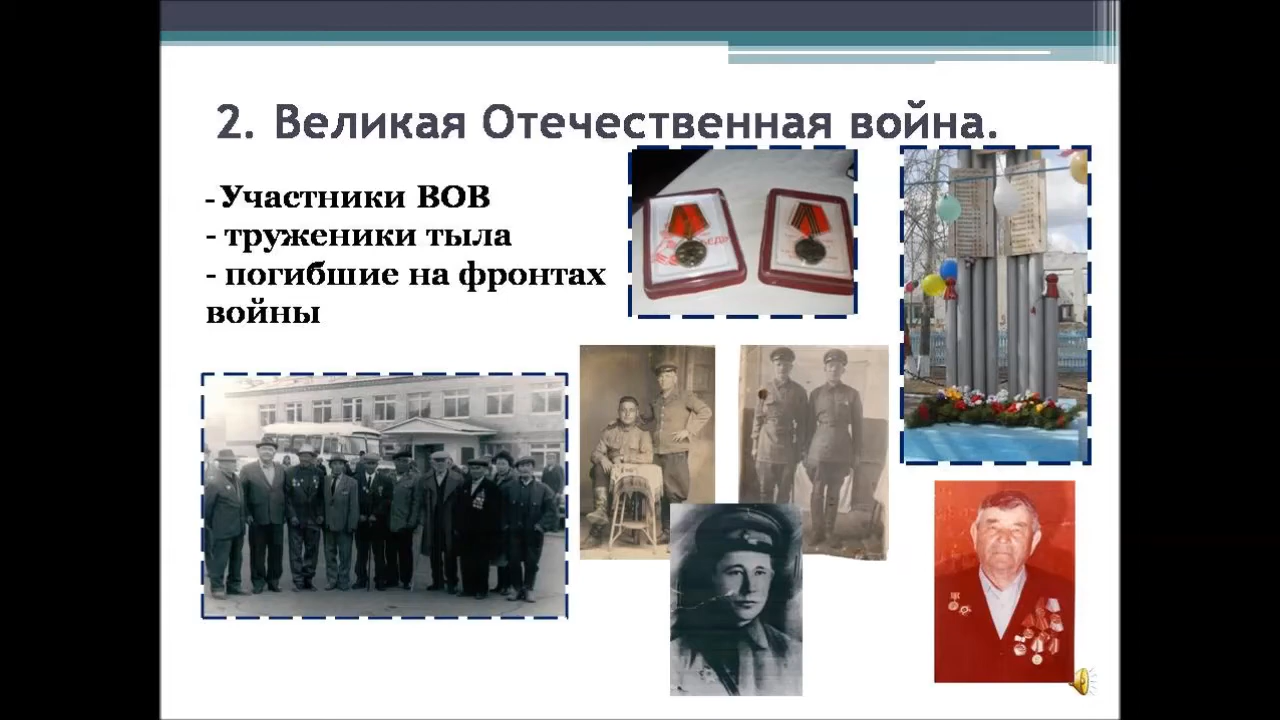 2. Великая Отечественная война.
- Участники ВОВ
- труженики тыла
- погибшие на фронтах
войны